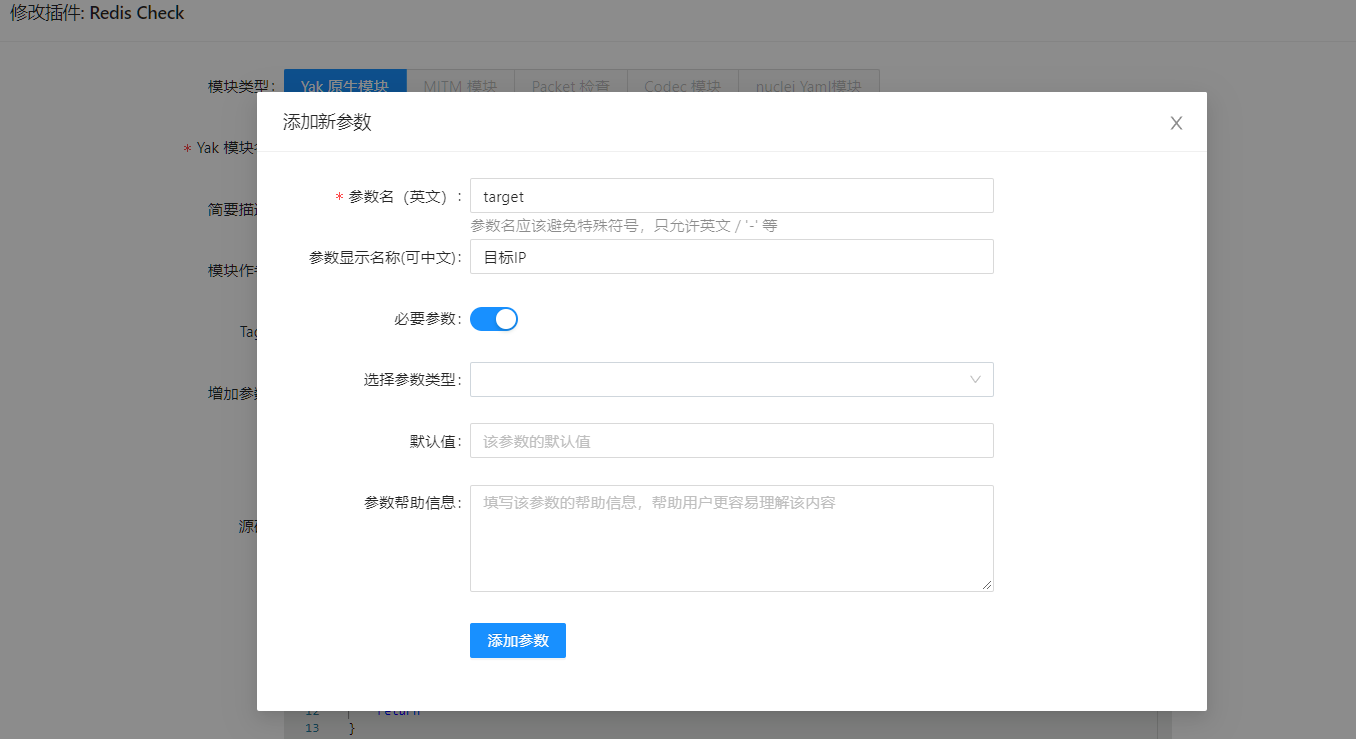 修改插件: Redis Check
模块类型: Yak 原生模块 MITM 模块 Packet 检查 Codec 模块 nuclei Yaml模块
添加新参数
* Yak 模块
* 参数名（英文）: target
参数名应该避免特殊符号，只允许英文 / '-' 等
简要描
参数显示名称(可中文): 目标IP
模块作
必要参数:
Tag
选择参数类型:
增加参数
默认值: 该参数的默认值
参数帮助信息: 填写该参数的帮助信息，帮助用户更容易理解该内容
源
添加参数
12 return
13 }